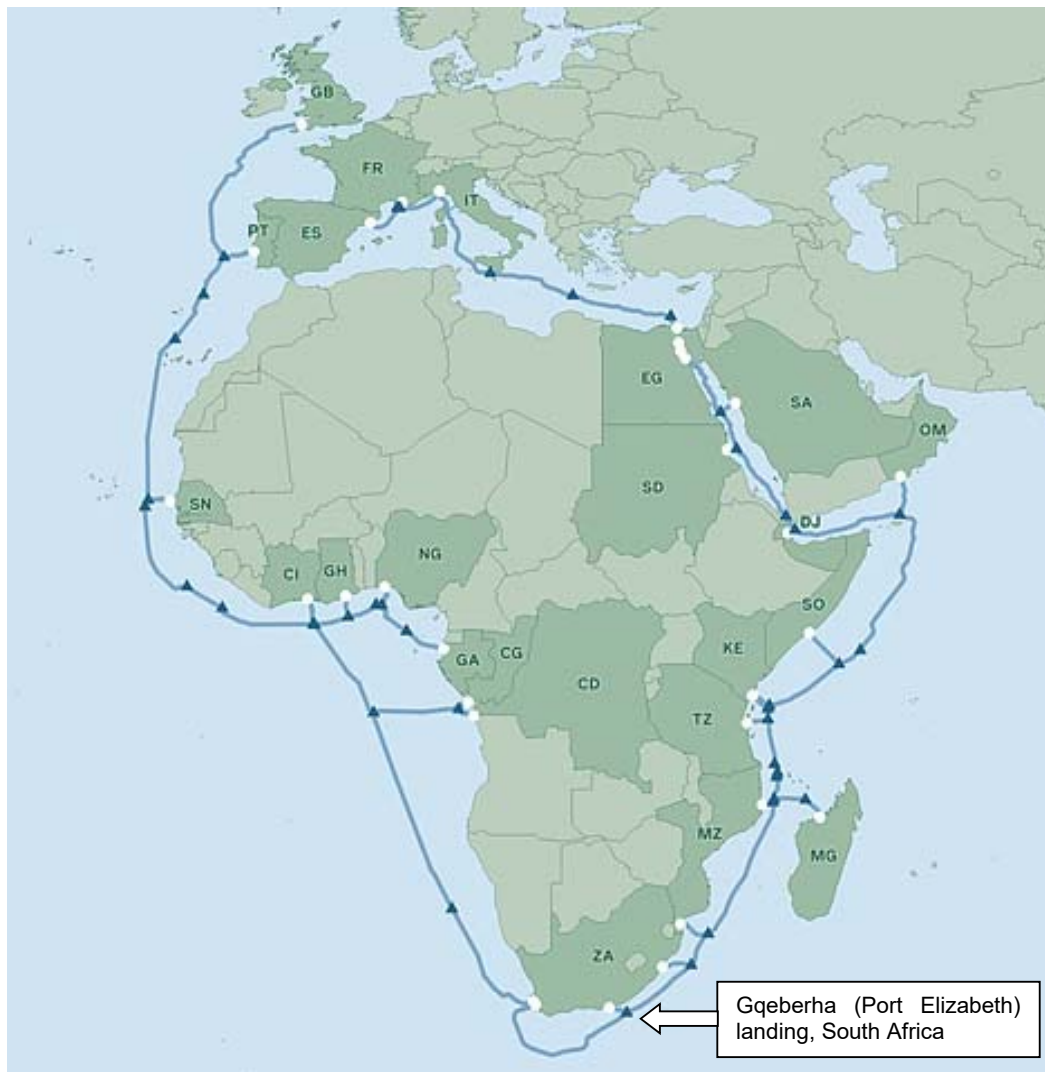 GB
FR
IT
PT
ES
EG
SA
OM
SN
SD
DJ
NG
CI
GH
SO
GA
CG
KE
CD
TZ
MZ
MG
ZA
Gqeberha (Port Elizabeth)
landing, South Africa